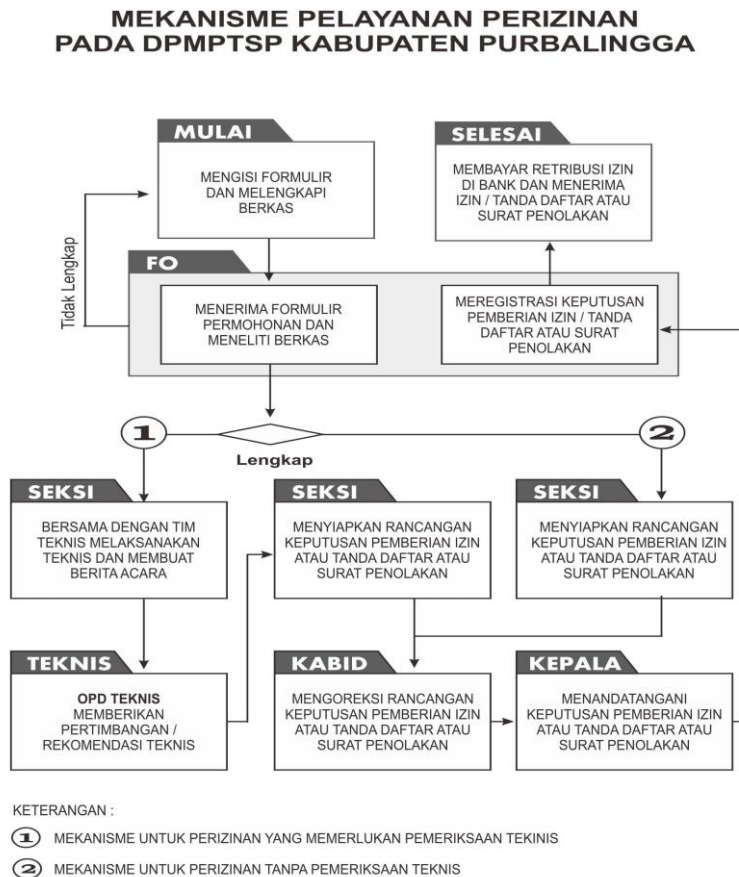 MEKANISME PELAYANAN PERIZINAN
PADA DPMPTSP KABUPATEN PURBALINGGA
MULAI
MENGISI FORMULIR
DAN MELENGKAPI
BERKAS
SELESAI
MEMBAYAR RETRIBUSI IZIN
DI BANK DAN MENERIMA
IZIN / TANDA DAFTAR ATAU
SURAT PENOLAKAN
Tidak Lengkap
FO
MENERIMA FORMULIR
PERMOHONAN DAN
MENELITI BERKAS
MEREGISTRASI KEPUTUSAN
PEMBERIAN IZIN / TANDA
DAFTAR ATAU SURAT
PENOLAKAN
1
Lengkap
2
SEKSI
BERSAMA DENGAN TIM
TEKNIS MELAKSANAKAN
TEKNIS DAN MEMBUAT
BERITA ACARA
SEKSI
MENYIAPKAN RANCANGAN
KEPUTUSAN PEMBERIAN IZIN
ATAU TANDA DAFTAR ATAU
SURAT PENOLAKAN
SEKSI
MENYIAPKAN RANCANGAN
KEPUTUSAN PEMBERIAN IZIN
ATAU TANDA DAFTAR ATAU
SURAT PENOLAKAN
TEKNIS
OPD TEKNIS
MEMBERIKAN
PERTIMBANGAN /
REKOMENDASI TEKNIS
KABID
MENGOREKSI RANCANGAN
KEPUTUSAN PEMBERIAN IZIN
ATAU TANDA DAFTAR ATAU
SURAT PENOLAKAN
KEPALA
MENANDATANGANI
KEPUTUSAN PEMBERIAN IZIN
ATAU TANDA DAFTAR ATAU
SURAT PENOLAKAN
KETERANGAN :
1 MEKANISME UNTUK PERIZINAN YANG MEMERLUKAN PEMERIKSAAN TEKINIS
2 MEKANISME UNTUK PERIZINAN TANPA PEMERIKSAAN TEKNIS